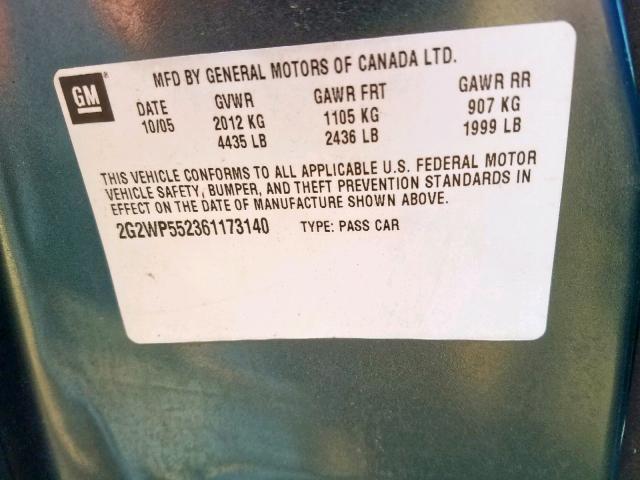 GM ®
MFD BY GENERAL MOTORS OF CANADA LTD.
DATE GVWR GAWR FRT GAWR RR
10/05 2012 KG 1105 KG 907 KG
4435 LB 2436 LB 1999 LB
THIS VEHICLE CONFORMS TO ALL APPLICABLE U.S. FEDERAL MOTOR
VEHICLE SAFETY, BUMPER, AND THEFT PREVENTION STANDARDS IN
EFFECT ON THE DATE OF MANUFACTURE SHOWN ABOVE.
2G2WP552361173140 TYPE: PASS CAR